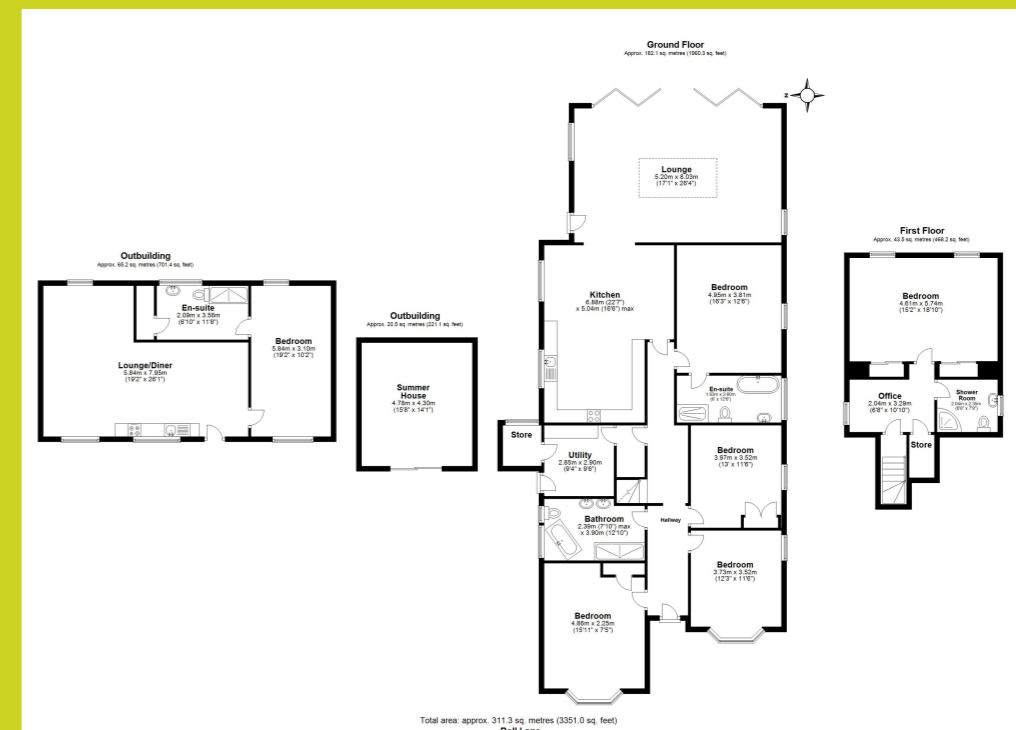 Ground Floor
Approx. 182.1 sq. metres (1960.3 sq. feet)
z
Lounge
5.20m x 8.03m
(17'1" x 26'4")
First Floor
Approx. 43.5 sq. metres (468.2 sq. feet)
Bedroom
4.61m x 5.74m
(15'2" x 18'10")
Office
2.04m x 3.29m
(6'8" x 10'10")
Shower
Room
Store
Outbuilding
Approx. 65.2 sq. metres (701.4 sq. feet)
En-suite
2.09m x 3.56m
(6'10" x 11'8")
Bedroom
5.84m x 3.10m
(19'2" x 10'2")
Lounge/Diner
5.84m x 7.95m
(19'2" x 26'1")
Outbuilding
Approx. 20.5 sq. metres (221.1 sq. feet)
Summer
House
4.78m x 4.30m
(15'8" x 14'1")
Kitchen
6.88m (22'7")
x 5.04m (16'6") max
Bedroom
4.95m x 3.81m
(16'3" x 12'6")
En-suite
Store
Utility
2.85m x 2.90m
(9'4" x 9'6")
Bedroom
3.97m x 3.52m
(13' x 11'6")
Bathroom
2.39m (7'10") max
x 3.90m (12'10")
Hallway
Bedroom
3.73m x 3.52m
(12'3" x 11'6")
Bedroom
4.86m x 2.25m
(15'11" x 7'5")
Total area: approx. 311.3 sq. metres (3351.0 sq. feet)